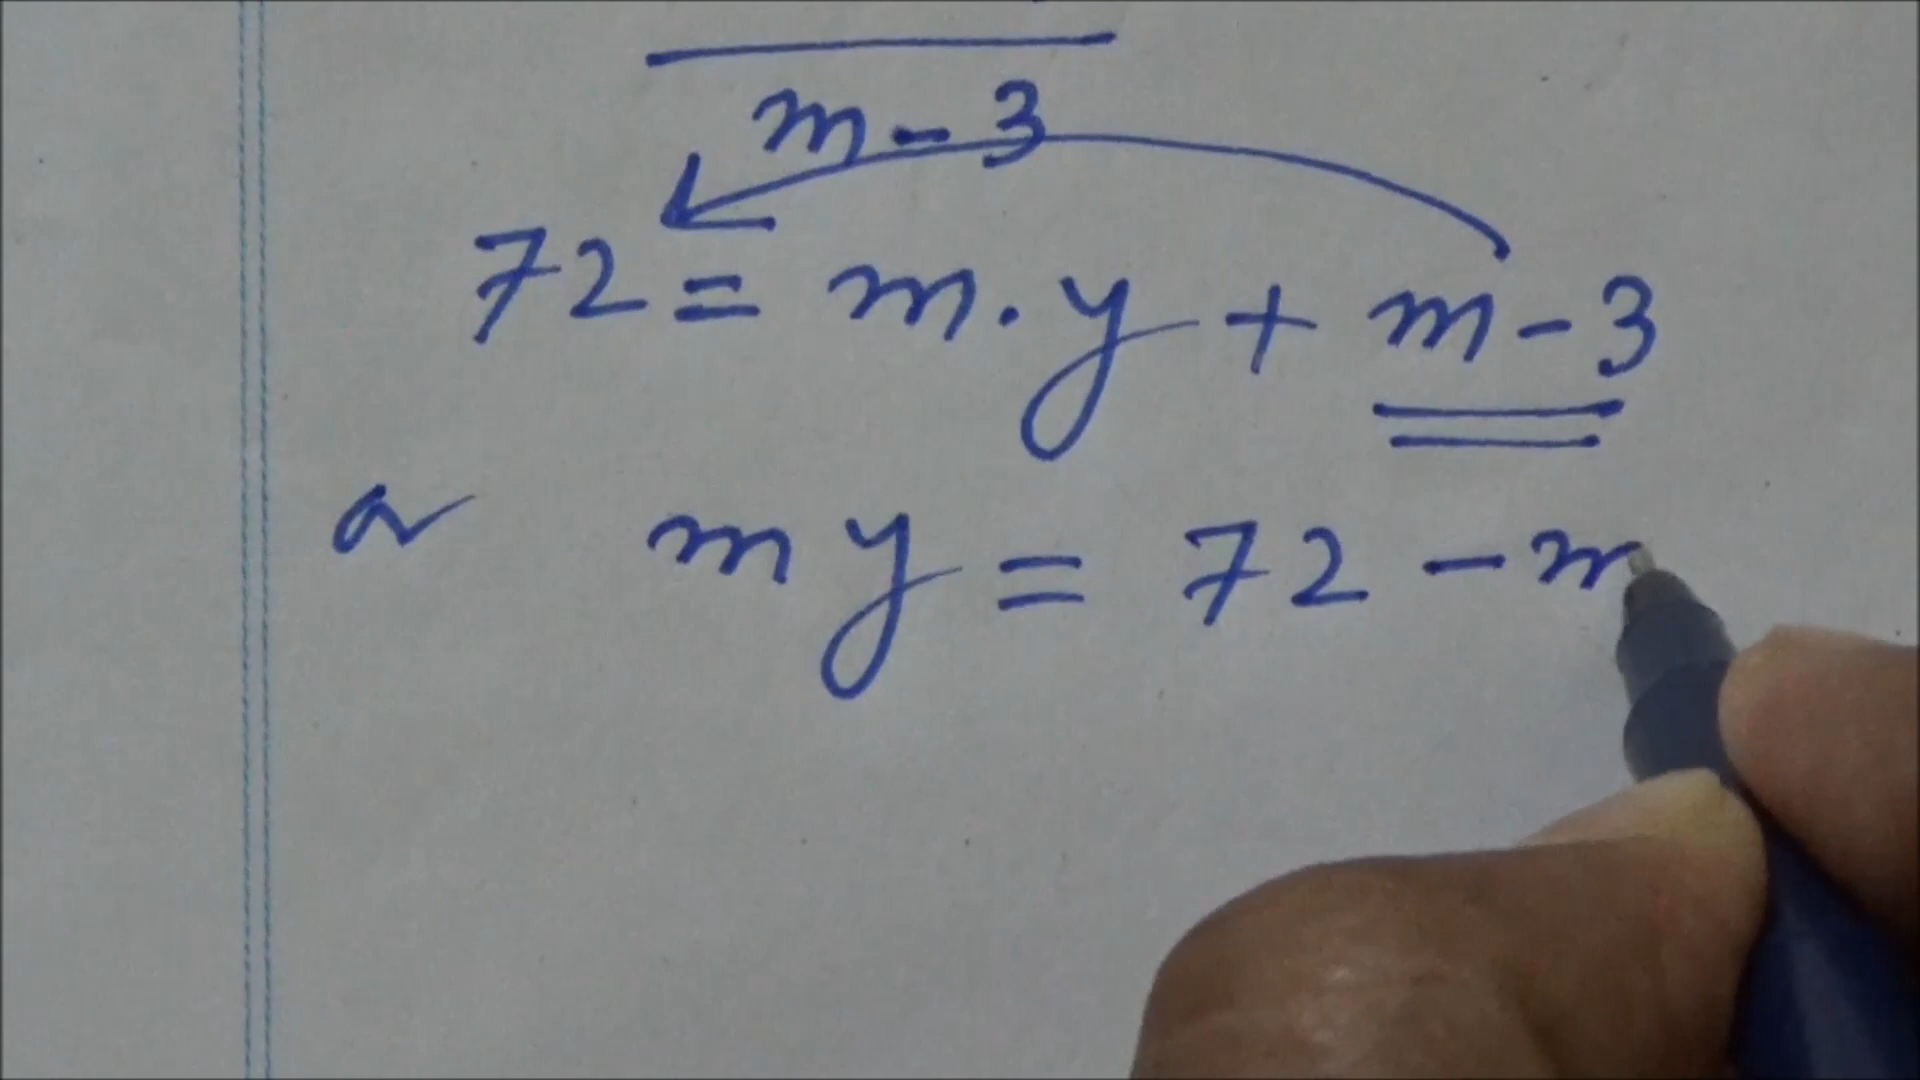 m-3
72 = m.y + m-3
or my = 72 - m